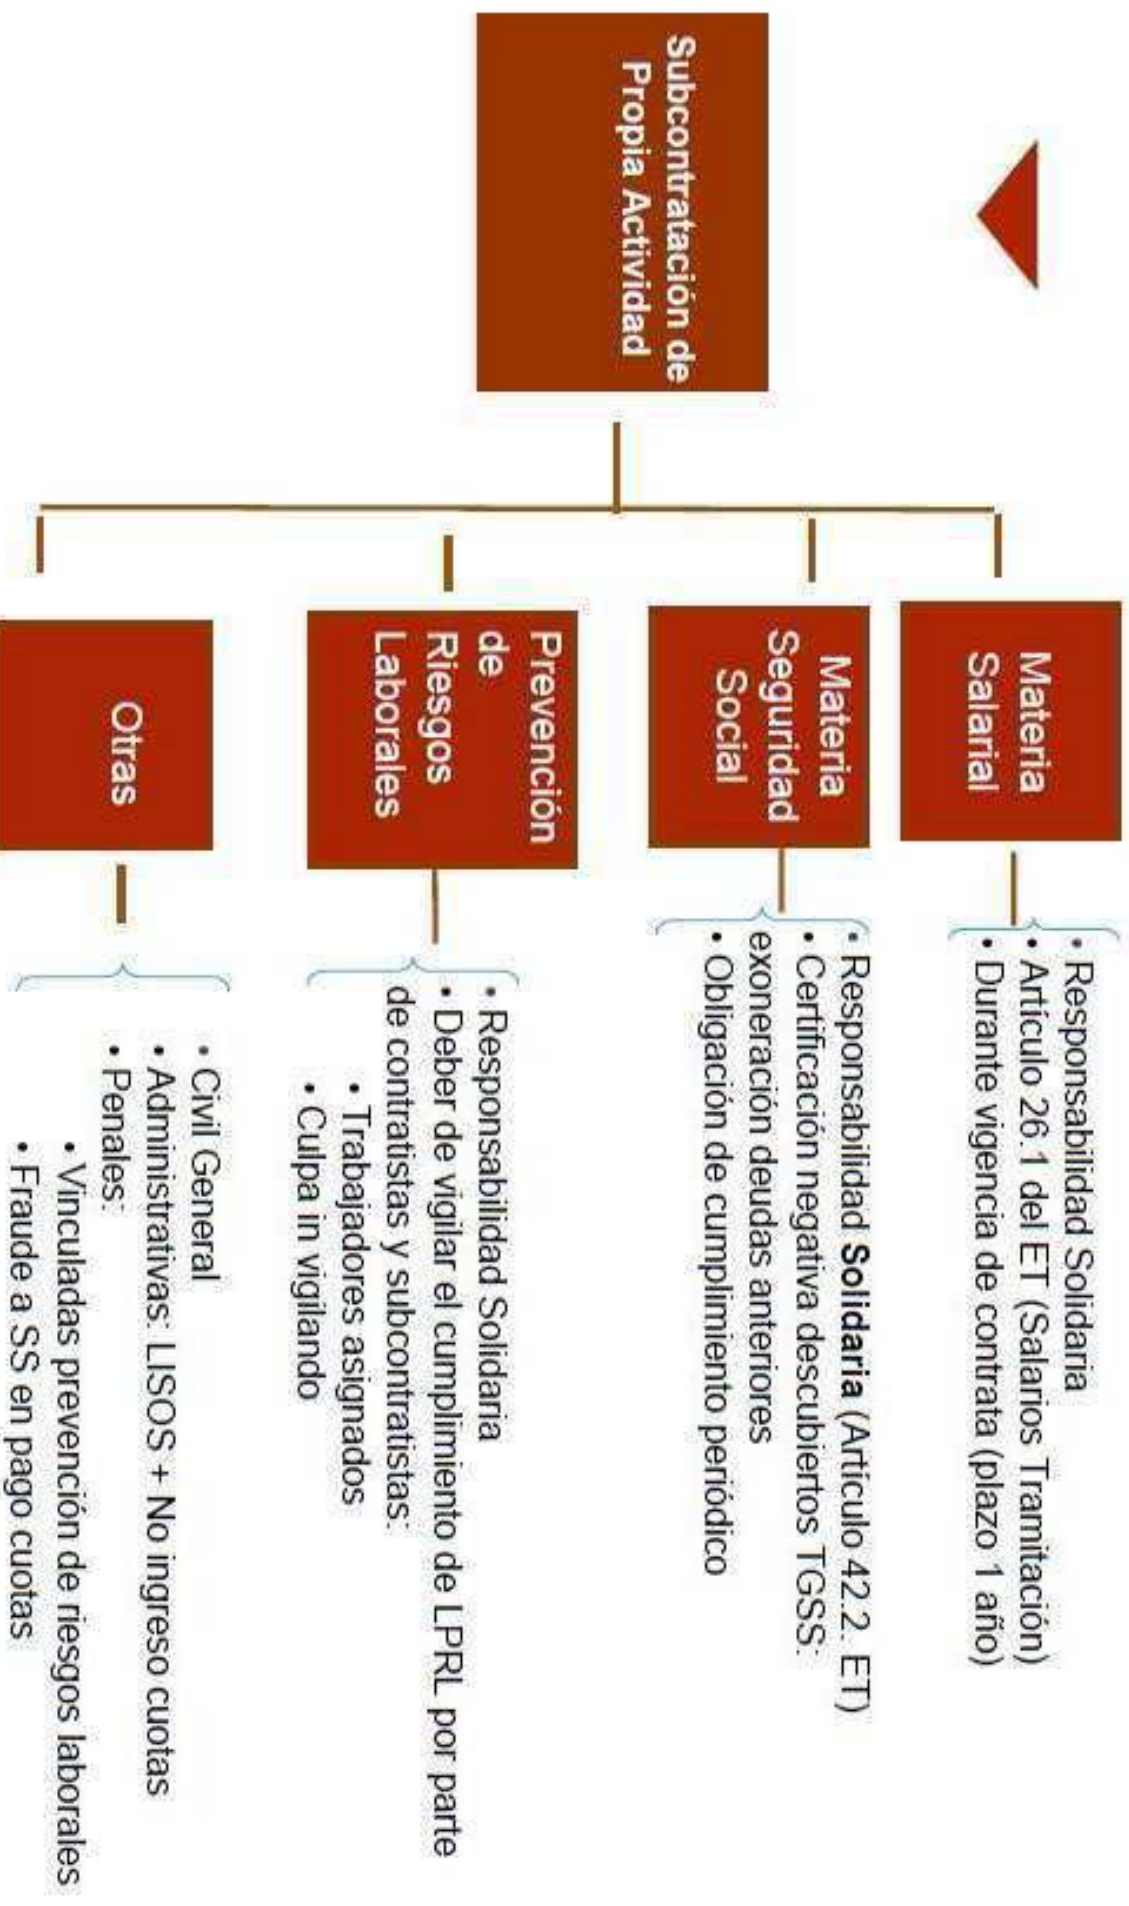 Subcontratación de
Propia Actividad
Materia
Salarial
• Responsabilidad Solidaria
• Artículo 26.1 del ET (Salarios Tramitación)
• Durante vigencia de contrata (plazo 1 año)
Materia
Seguridad
Social
• Responsabilidad Solidaria (Artículo 42.2. ET)
• Certificación negativa descubiertos TGSS:
exoneración deudas anteriores
• Obligación de cumplimiento periódico
Prevención
de
Riesgos
Laborales
• Responsabilidad Solidaria
• Deber de vigilar el cumplimiento de LPRL por parte
de contratistas y subcontratistas:
• Trabajadores asignados
• Culpa in vigilando
Otras
• Civil General
• Administrativas: LISOS + No ingreso cuotas
• Penales:
• Vinculadas prevención de riesgos laborales
• Fraude a SS en pago cuotas